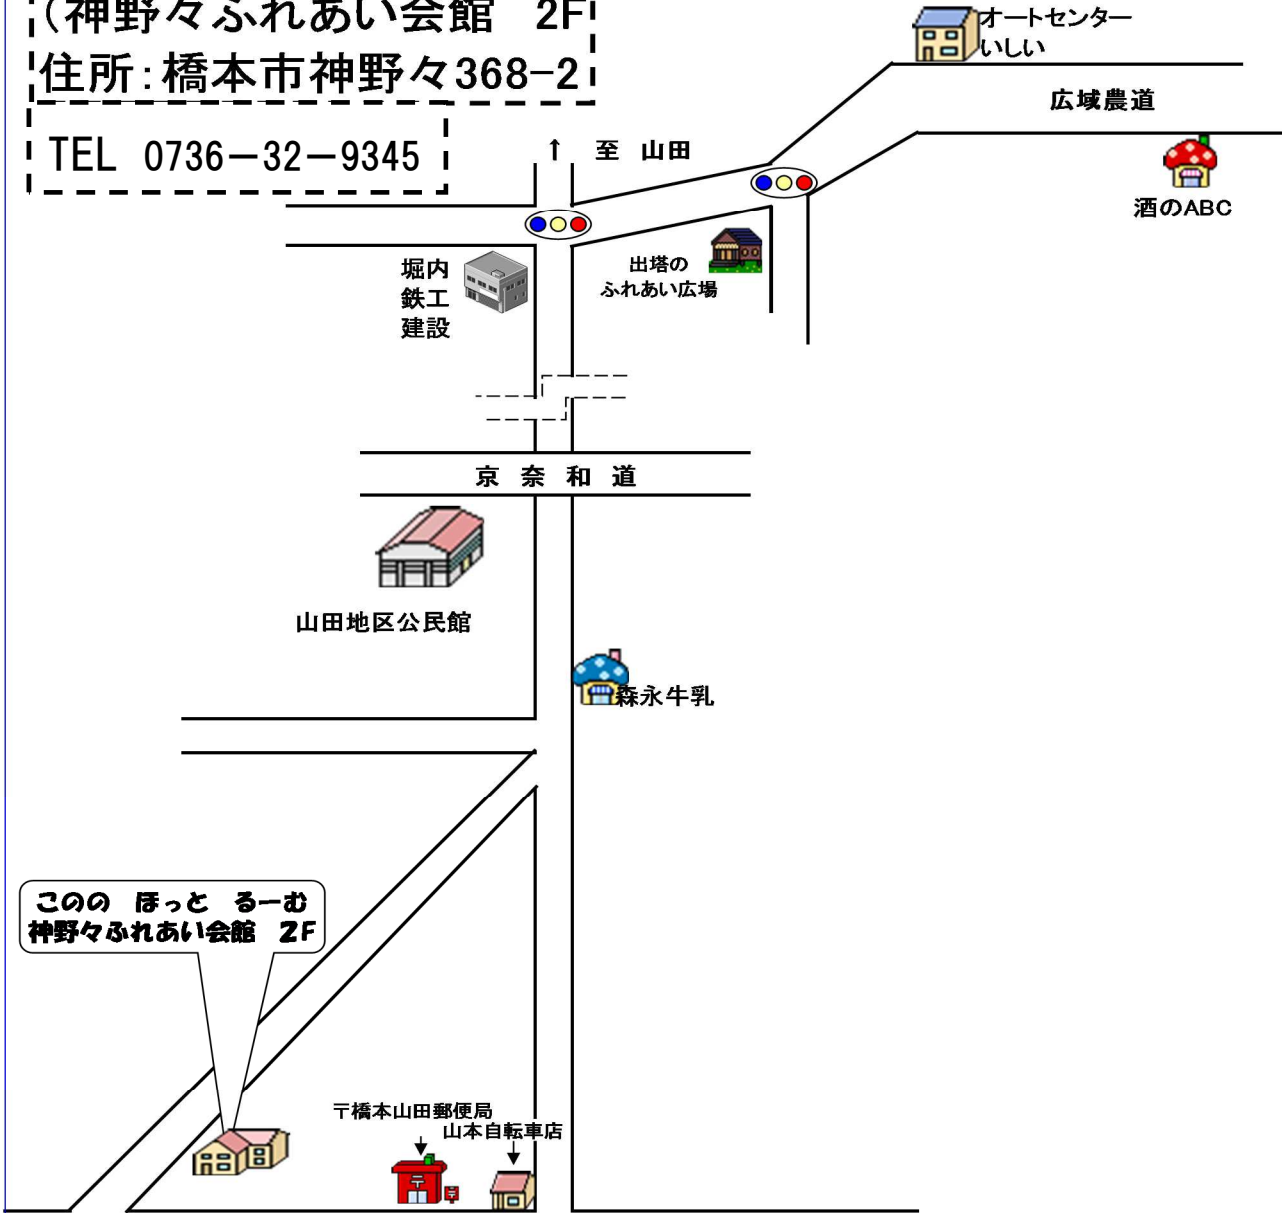 (神野々ふれあい会館 2F
住所:橋本市神野々368-2
TEL 0736-32-9345
オートセンター
いしい
広域農道
↑ 至 山田
酒のABC
堀内
鉄工
建設
出塔の
ふれあい広場
京奈和道
山田地区公民館
森永牛乳
このの ほっと るーむ
神野々ふれあい会館 2F
〒橋本山田郵便局
山本自転車店